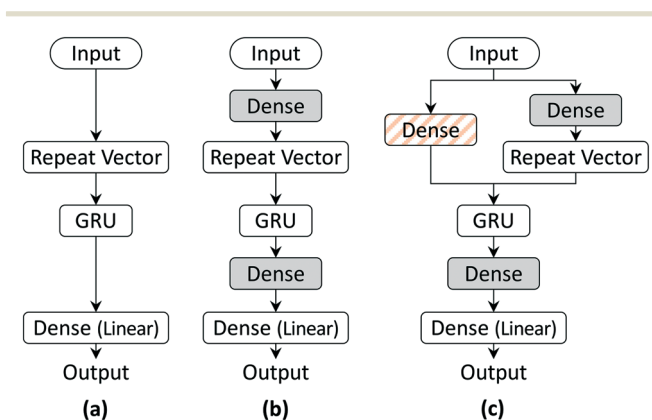 Input
Repeat Vector
GRU
Dense (Linear)
Output
(a)
Input
Dense
Repeat Vector
GRU
Dense
Dense (Linear)
Output
(b)
Input
Dense
Dense
Repeat Vector
GRU
Dense
Dense (Linear)
Output
(c)